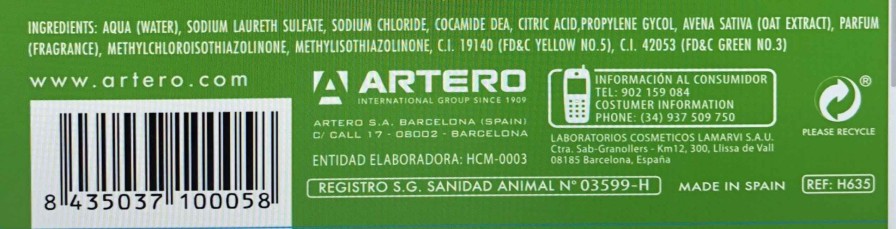 INGREDIENTS: AQUA (WATER), SODIUM LAURETH SULFATE, SODIUM CHLORIDE, COCAMIDE DEA, CITRIC ACID,PROPYLENE GYCOL, AVENA SATIVA (OAT EXTRACT), PARFUM
(FRAGRANCE), METHYLCHLOROISOTHIAZOLINONE, METHYLISOTHIAZOLINONE, C.I. 19140 (FD&C YELLOW NO.5), C.I. 42053 (FD&C GREEN NO.3)
www.artero.com
8 435037 100058
ARTERO
INTERNATIONAL GROUP SINCE 1909
ARTERO S.A. BARCELONA (SPAIN)
C/ CALL 17 - 08002 - BARCELONA
ENTIDAD ELABORADORA: HCM-0003
INFORMACIÓN AL CONSUMIDOR
TEL: 902 159 084
COSTUMER INFORMATION
PHONE: (34) 937 509 750
LABORATORIOS COSMETICOS LAMARVI S.A.U.
Ctra. Sab-Granollers - Km12, 300, Llissa de Vall
08185 Barcelona, España
®
PLEASE RECYCLE
REGISTRO S.G. SANIDAD ANIMAL Nº 03599-H
MADE IN SPAIN
REF: H635